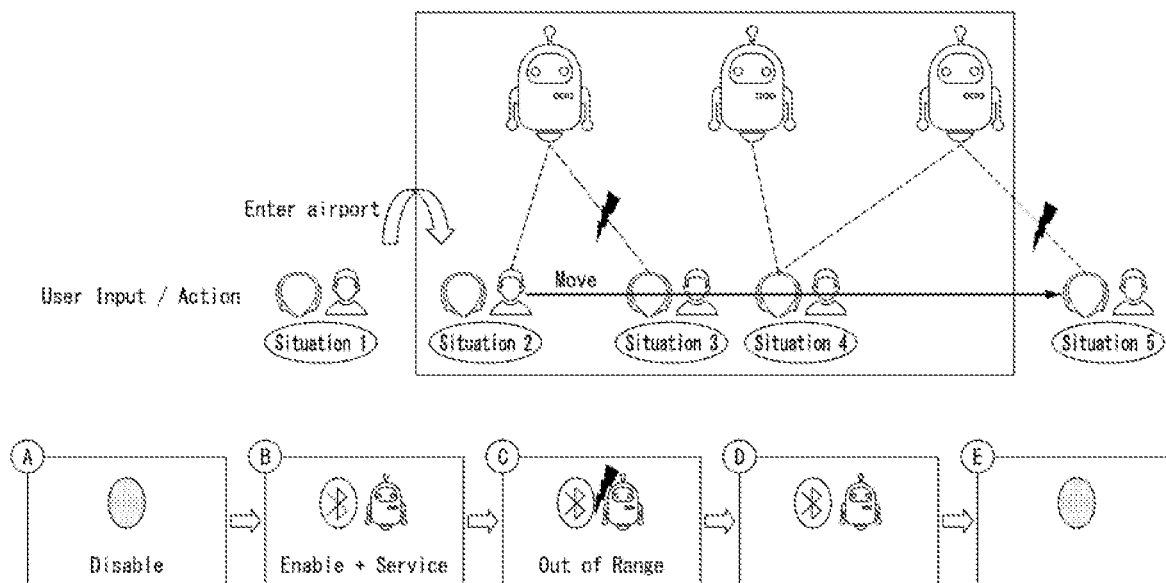 Enter airport
Move
User Input / Action
Situation 1
Situation 2
Situation 3
Situation 4
Situation 5
A
B
C
D
E
Disable
Enable + Service
Out of Range